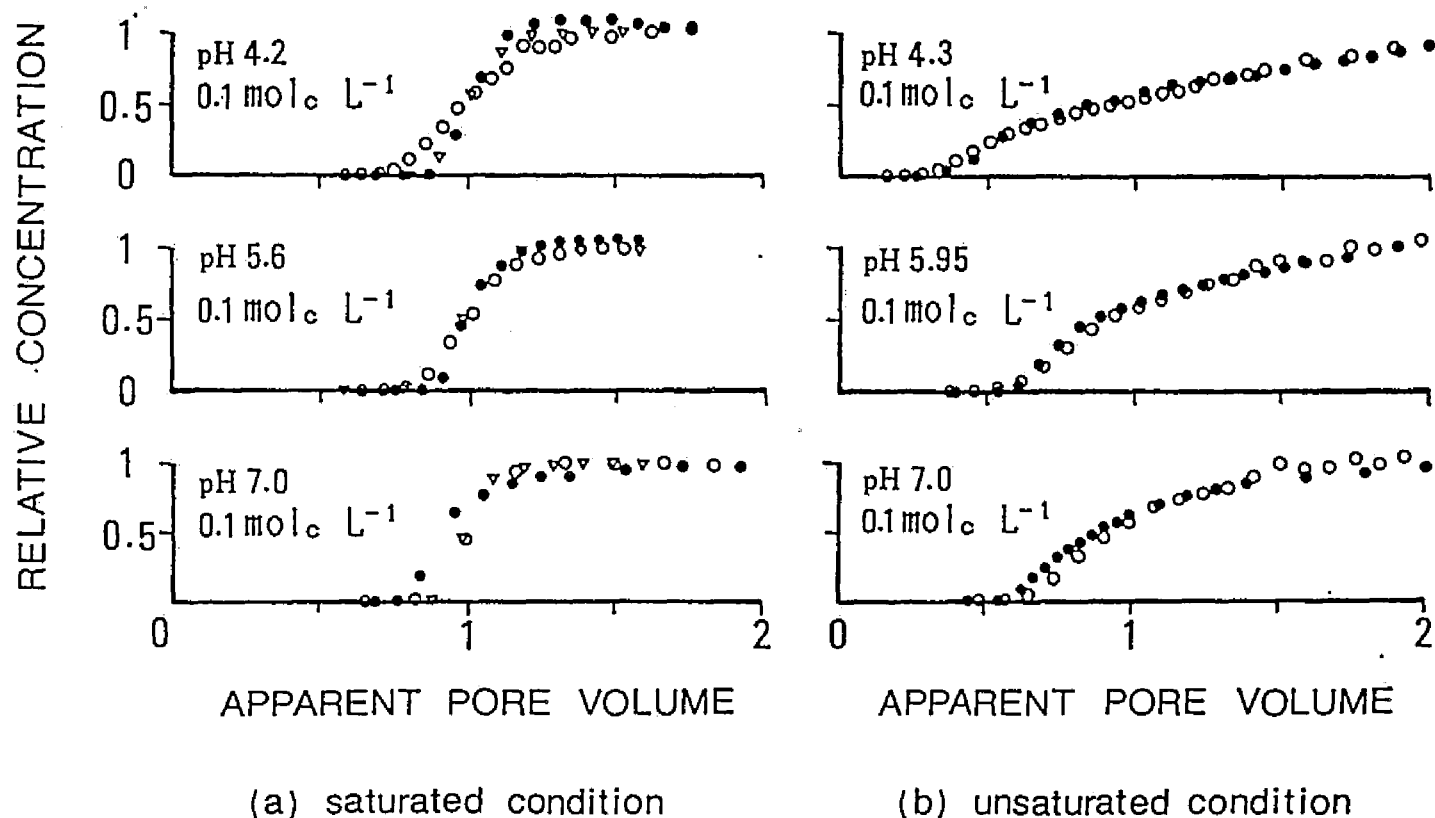 RELATIVE CONCENTRATION
1
0.5
0
pH 4.2
0.1 molc L⁻¹
2
1
0.5
0
pH 5.6
0.1 molc L⁻¹
2
1
0.5
pH 7.0
0.1 molc L⁻¹
0 1 2
APPARENT PORE VOLUME
(a) saturated condition
pH 4.3
0.1 molc L⁻¹
pH 5.95
0.1 molc L⁻¹
pH 7.0
0.1 molc L⁻¹
0 1 2
APPARENT PORE VOLUME
(b) unsaturated condition